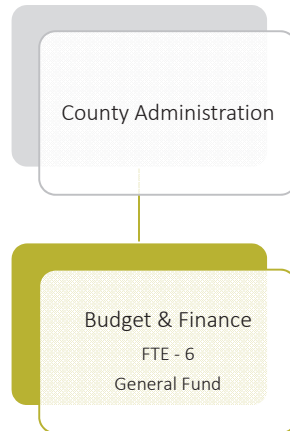 County Administration
Budget & Finance
FTE - 6
General Fund